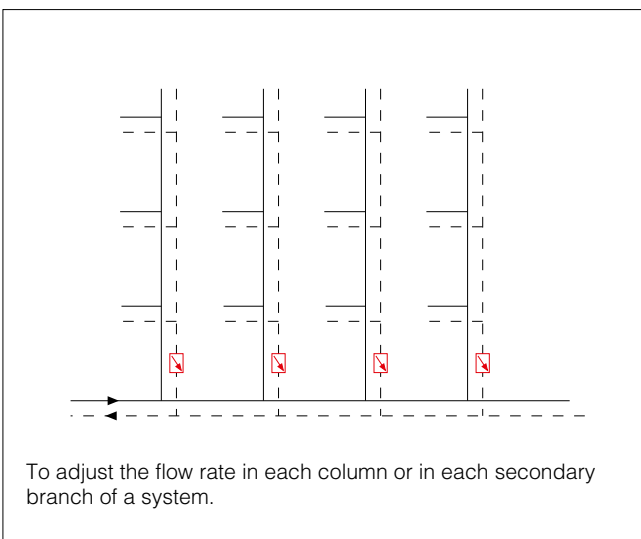 To adjust the flow rate in each column or in each secondary
branch of a system.